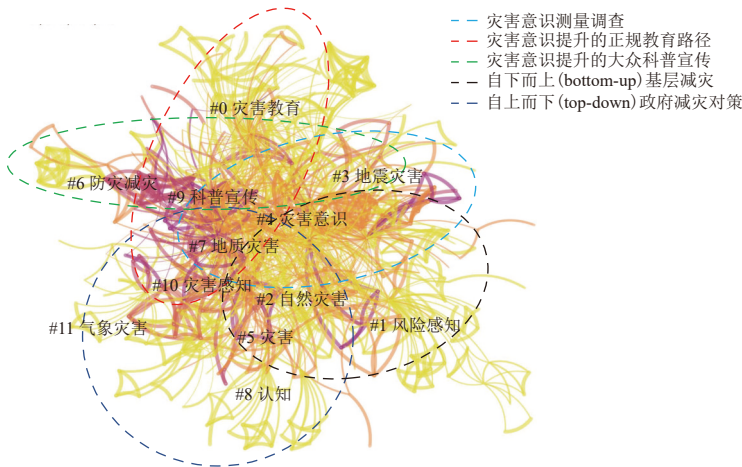 灾害意识测量调查
灾害意识提升的正规教育路径
灾害意识提升的大众科普宣传
自下而上(bottom-up)基层减灾
自上而下(top-down)政府减灾对策
#0 灾害教育
#3 地震灾害
#6 防灾减灾
#9 科普宣传
#4 灾害意识
#7 地质灾害
#10 灾害感知
#2 自然灾害
#11 气象灾害
#5 灾害
#1 风险感知
#8 认知